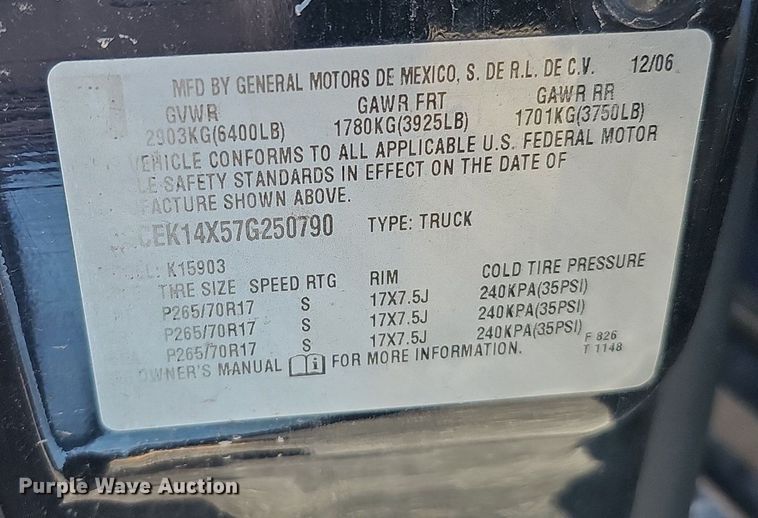 MFD BY GENERAL MOTORS DE MEXICO, S. DE R.L. DE C.V. 12/06
GVWR GAWR FRT GAWR RR
2903KG(6400LB) 1780KG(3925LB) 1701KG(3750LB)
VEHICLE CONFORMS TO ALL APPLICABLE U.S. FEDERAL MOTOR
LE SAFETY STANDARDS IN EFFECT ON THE DATE OF
FACTURE SHOWN ABOVE.
CEK14X57G250790 TYPE: TRUCK
: K15903
TIRE SIZE SPEED RTG RIM COLD TIRE PRESSURE
P265/70R17 S 17X7.5J 240KPA(35PSI)
P265/70R17 S 17X7.5J 240KPA(35PSI)
P265/70R17 S 17X7.5J 240KPA(35PSI)
OWNER'S MANUAL FOR MORE INFORMATION.
F 826
T 1148
Purple Wave Auction